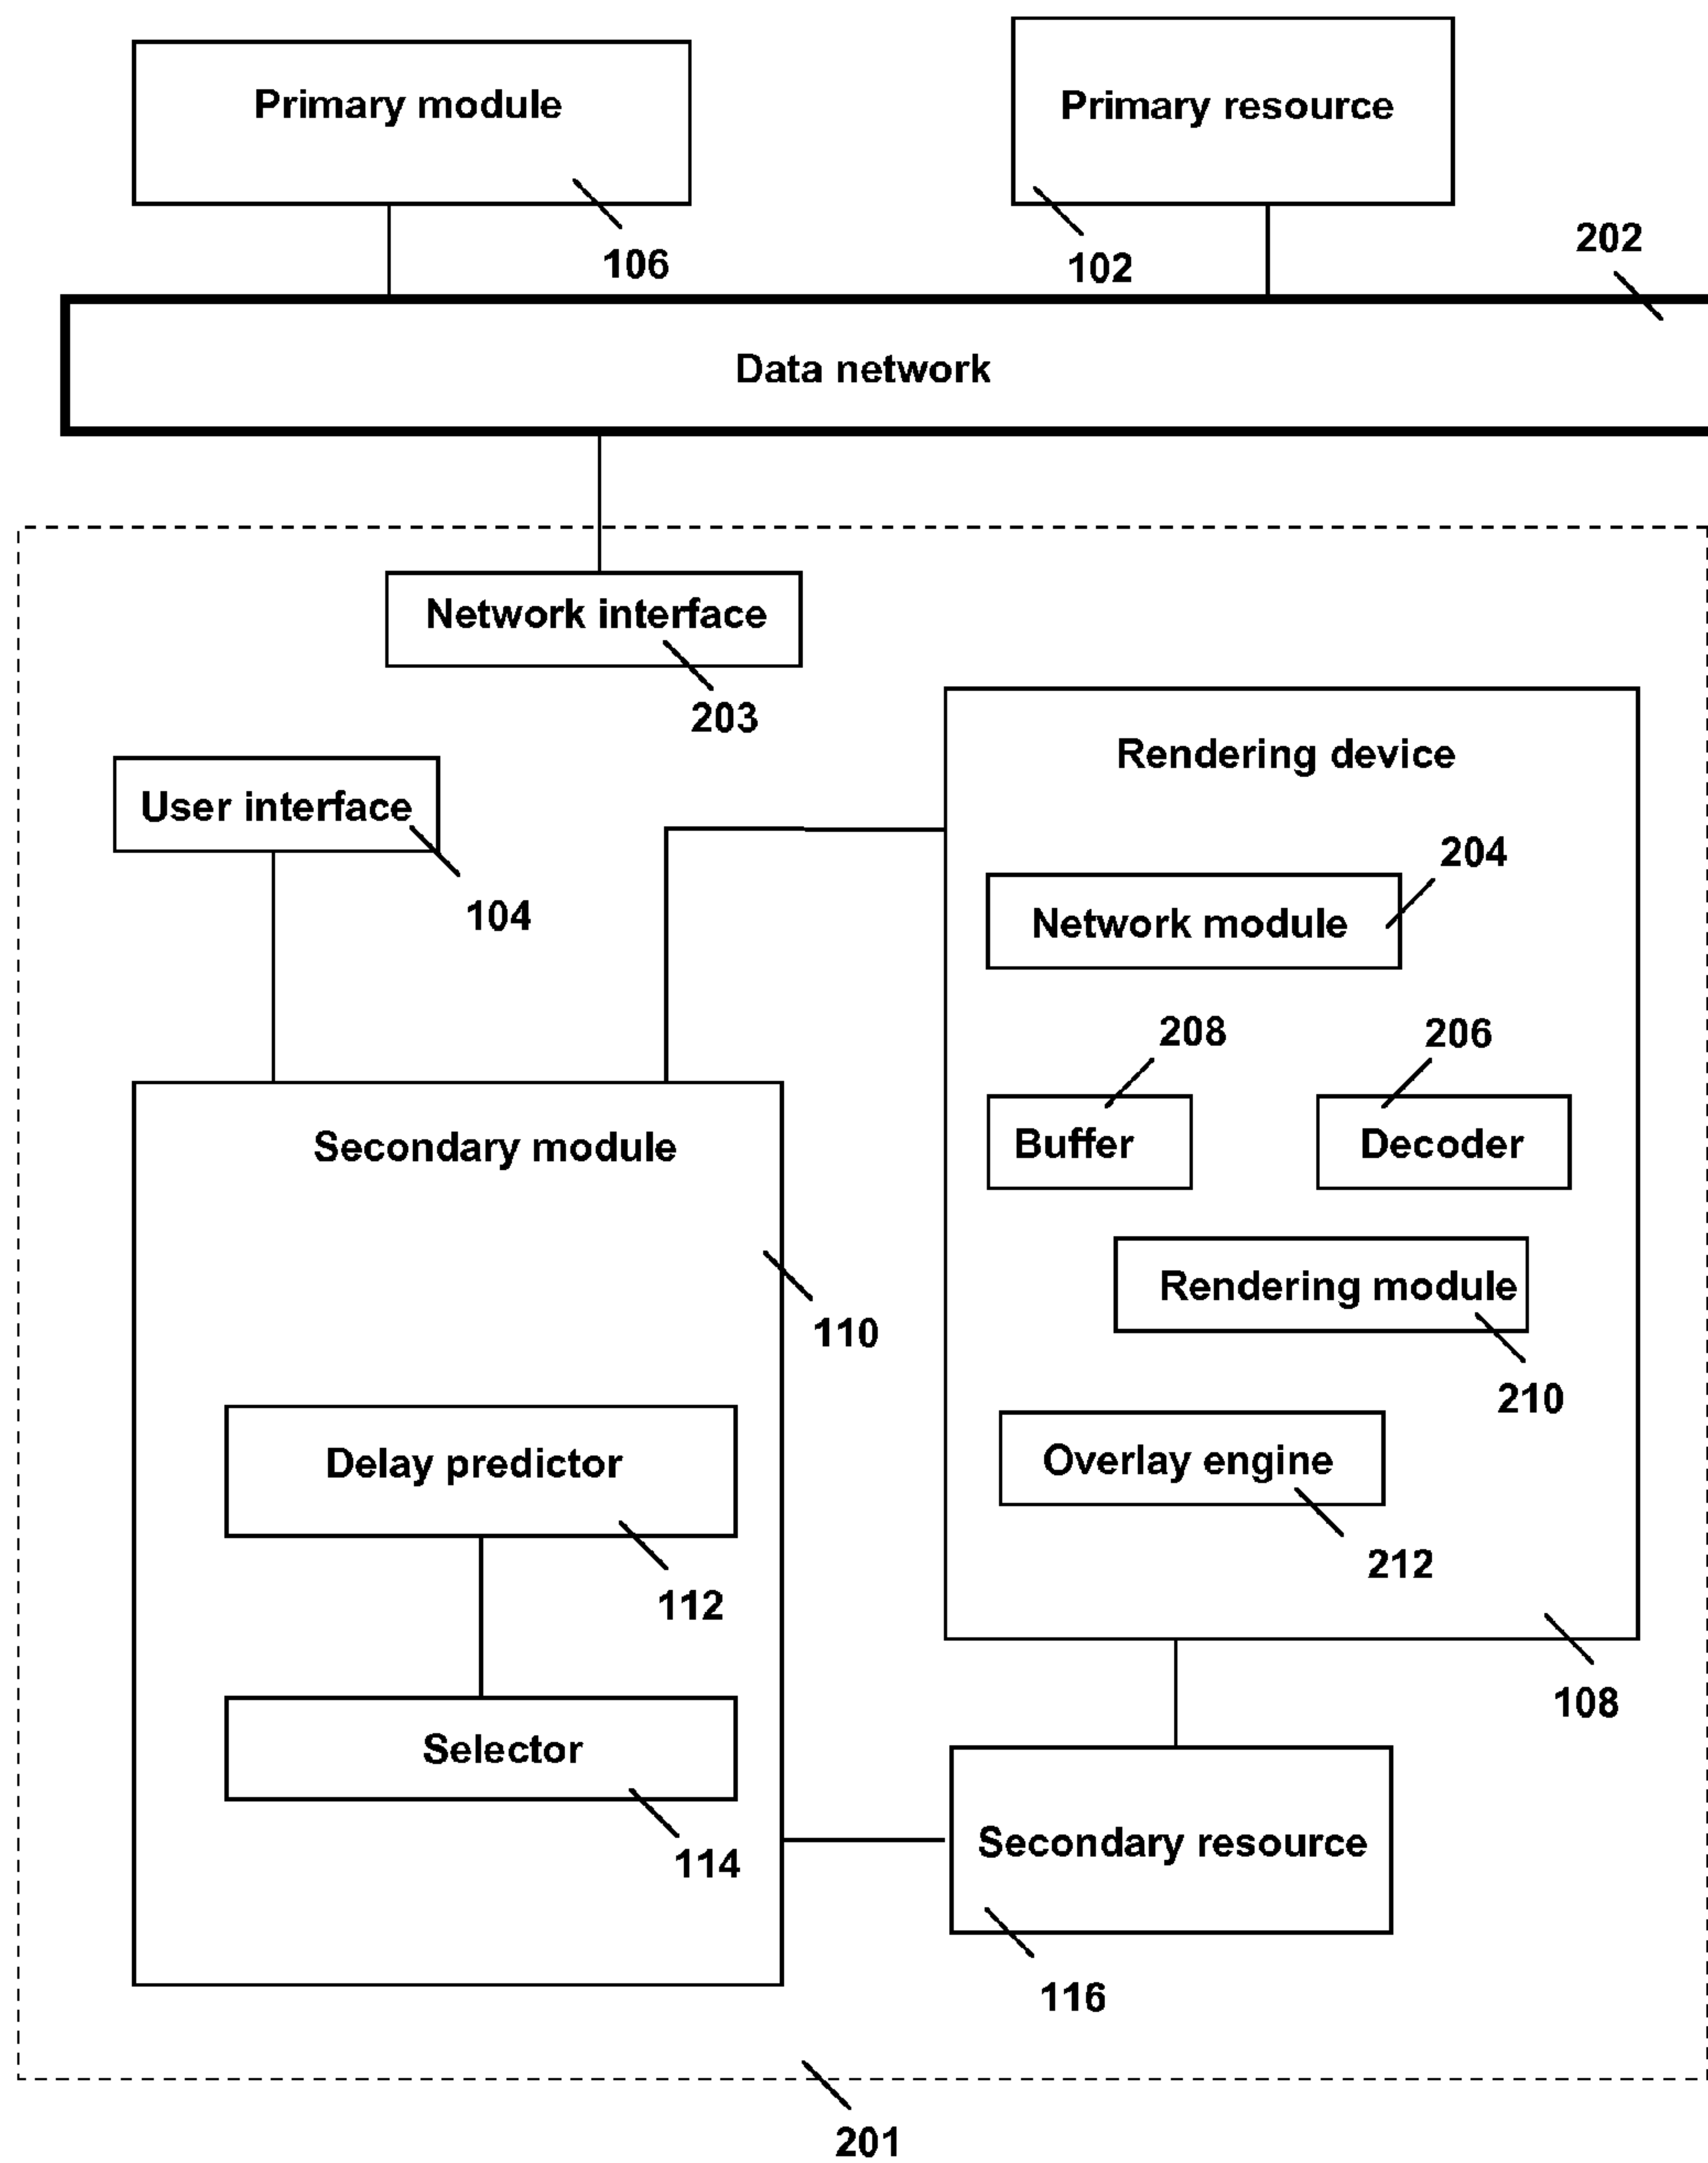 Primary module
Primary resource
106
102
202
Data network
Network interface
203
Rendering device
User interface
104
204
Network module
208
206
Buffer
Decoder
Secondary module
Rendering module
110
210
Delay predictor
Overlay engine
112
212
108
Selector
114
Secondary resource
116
201